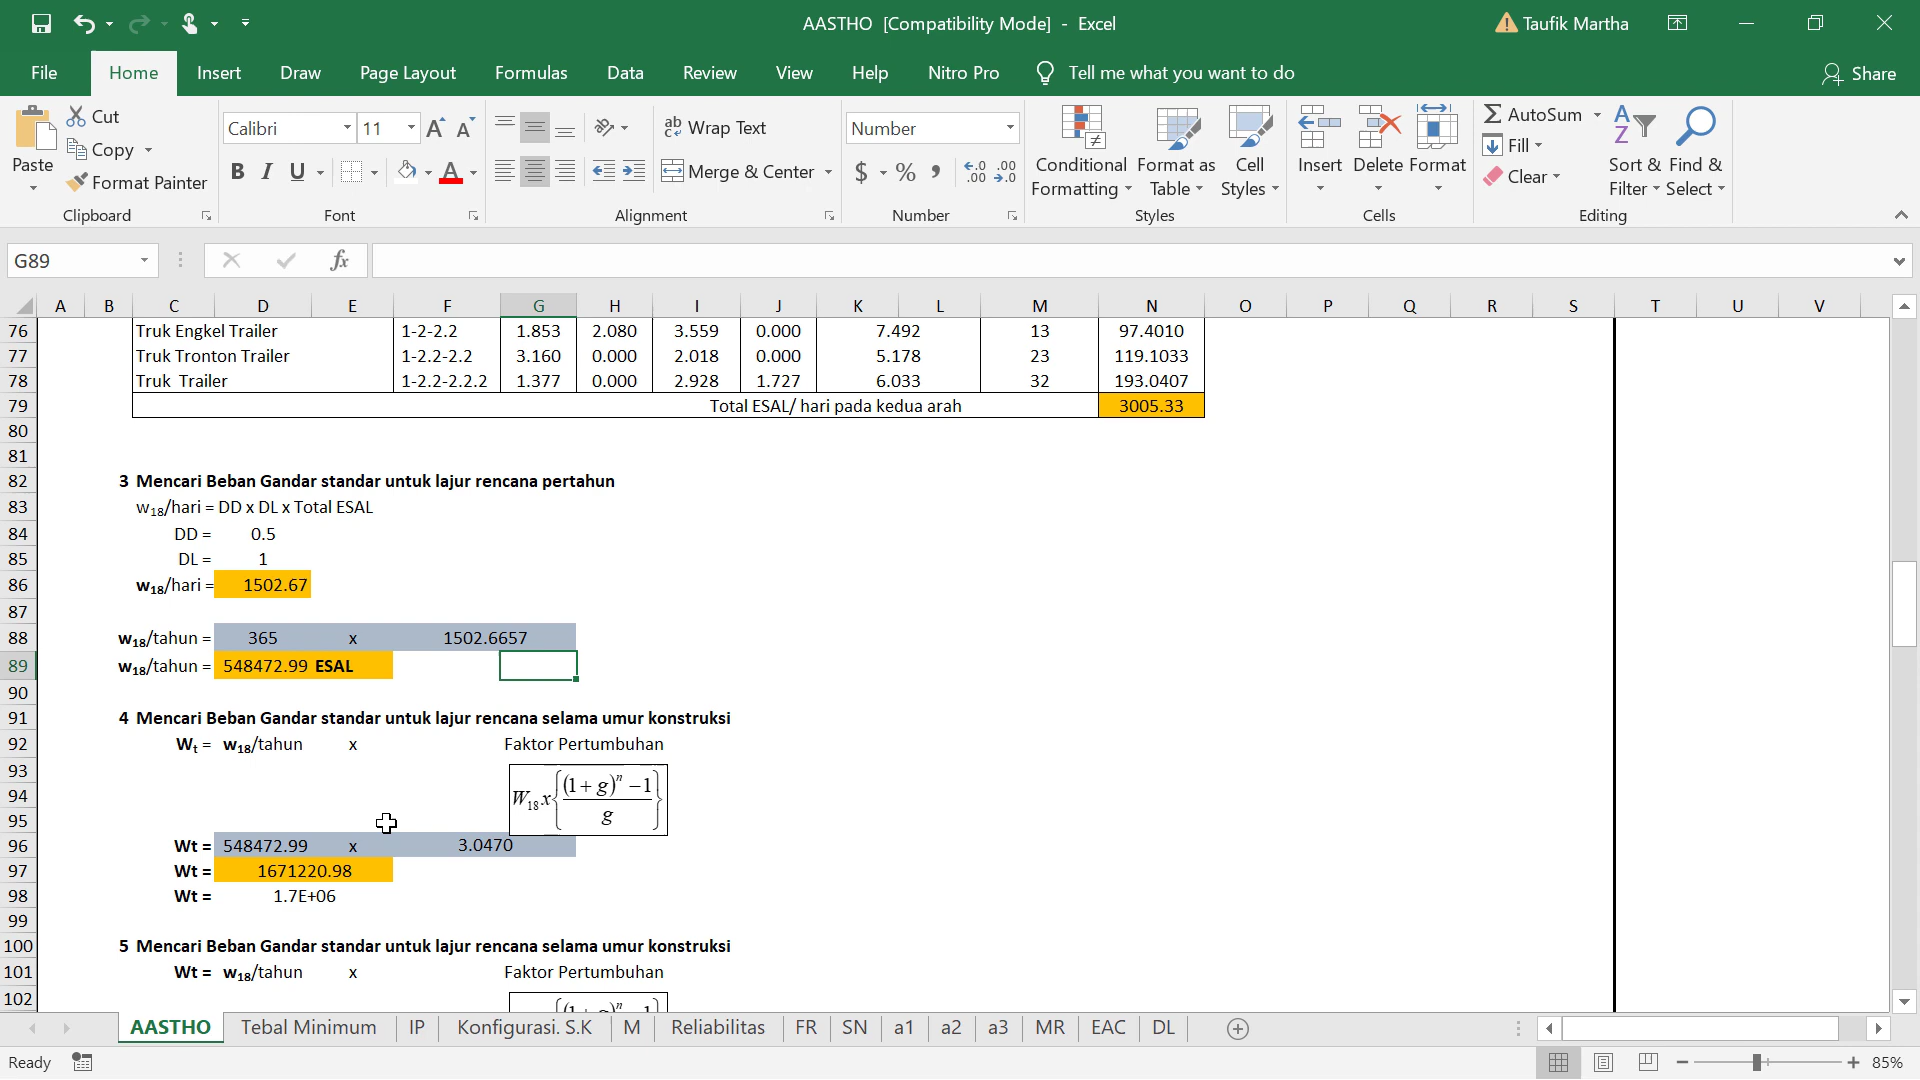 AASTHO [Compatibility Mode] - Excel
Taufik Martha
File Home Insert Draw Page Layout Formulas Data Review View Help Nitro Pro Tell me what you want to do Share
Paste Cut Copy Format Painter
Clipboard
Calibri 11
B I U A
Font
Wrap Text
Merge & Center
Alignment
Number
$ % ,
Number
Conditional Formatting
Format as Table
Cell Styles
Styles
Insert Delete Format
Cells
AutoSum
Fill
Clear
Sort & Filter
Find & Select
Editing
G89 fx
A B C D E F G H I J K L M N O P Q R S T U V
76 Truk Engkel Trailer 1-2-2.2 1.853 2.080 3.559 0.000 7.492 13 97.4010
77 Truk Tronton Trailer 1-2.2-2.2 3.160 0.000 2.018 0.000 5.178 23 119.1033
78 Truk Trailer 1-2.2-2.2.2 1.377 0.000 2.928 1.727 6.033 32 193.0407
79 Total ESAL/ hari pada kedua arah 3005.33
80
81
82 3 Mencari Beban Gandar standar untuk lajur rencana pertahun
83 w18/hari = DD x DL x Total ESAL
84 DD = 0.5
85 DL = 1
86 w18/hari = 1502.67
87
88 w18/tahun = 365 x 1502.6657
89 w18/tahun = 548472.99 ESAL
90
91 4 Mencari Beban Gandar standar untuk lajur rencana selama umur konstruksi
92 Wt = w18/tahun x Faktor Pertumbuhan
93
94 W18 x{((1+g)^n −1)/g}
95
96 Wt = 548472.99 x 3.0470
97 Wt = 1671220.98
98 Wt = 1.7E+06
99
100 5 Mencari Beban Gandar standar untuk lajur rencana selama umur konstruksi
101 Wt = w18/tahun x Faktor Pertumbuhan
102
AASTHO Tebal Minimum IP Konfigurasi. S.K M Reliabilitas FR SN a1 a2 a3 MR EAC DL
Ready 85%